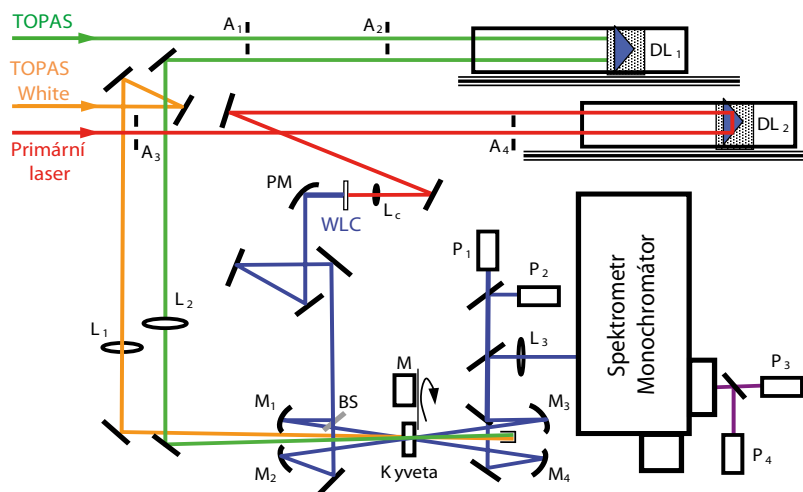 TOPAS
A1
A2
DL1
TOPAS
White
Primární
laser
A3
A4
DL2
PM
WLC
Lc
P1
P2
L1
L2
L3
Spektrometr
Monochromátor
P3
P4
M
M1
BS
M3
M2
Kyveta
M4